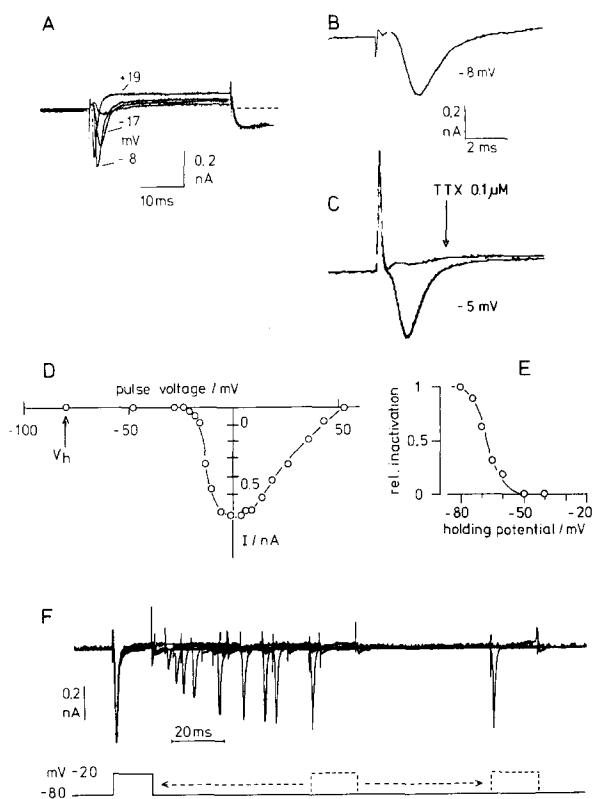 A
+19
-17
mV
-8
0.2
nA
10ms
B
-8 mV
0,2
nA
2 ms
C
TTX 0.1µM
-5 mV
D
pulse voltage / mV
-100
-50
0
50
Vh
0.5
I / nA
E
rel. inactivation
1
0.5
0
-80
-50
-20
holding potential / mV
F
0.2
nA
20ms
mV -20
-80